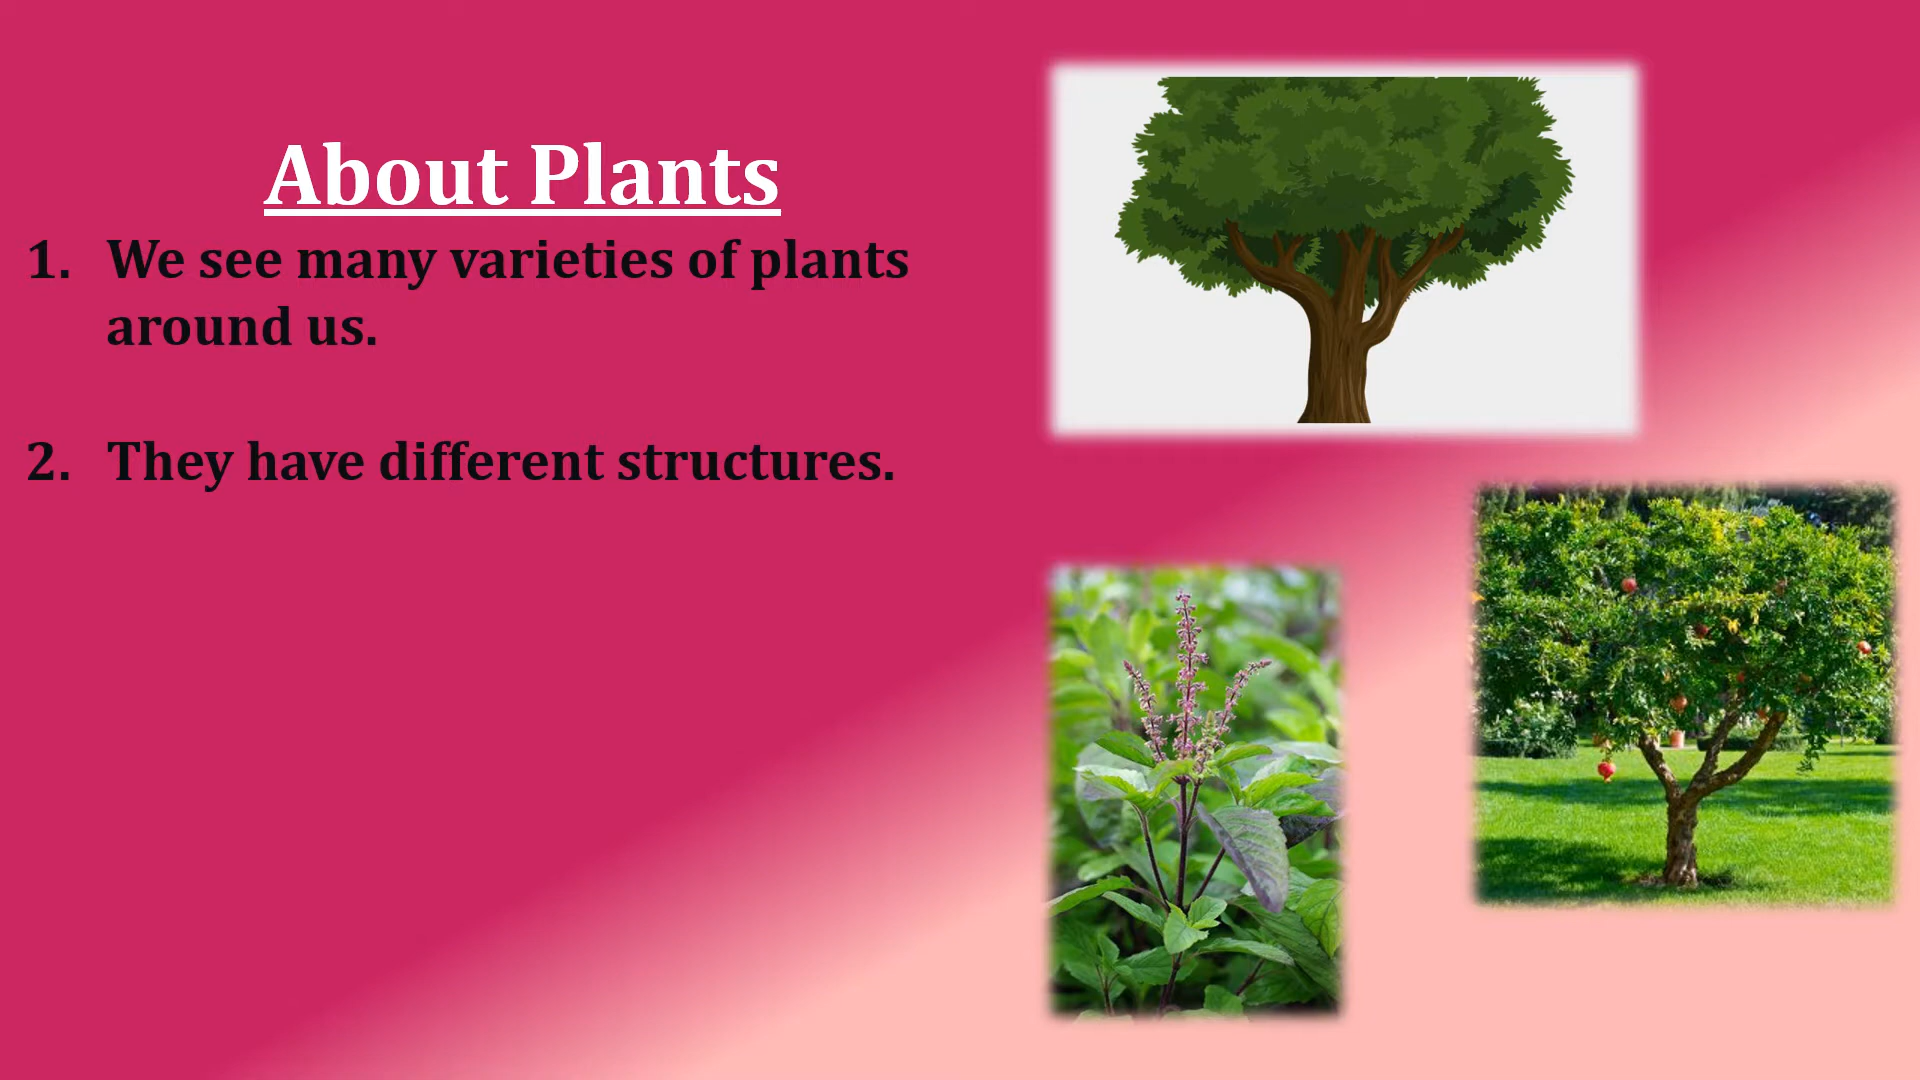 About Plants
1. We see many varieties of plants
around us.
2. They have different structures.